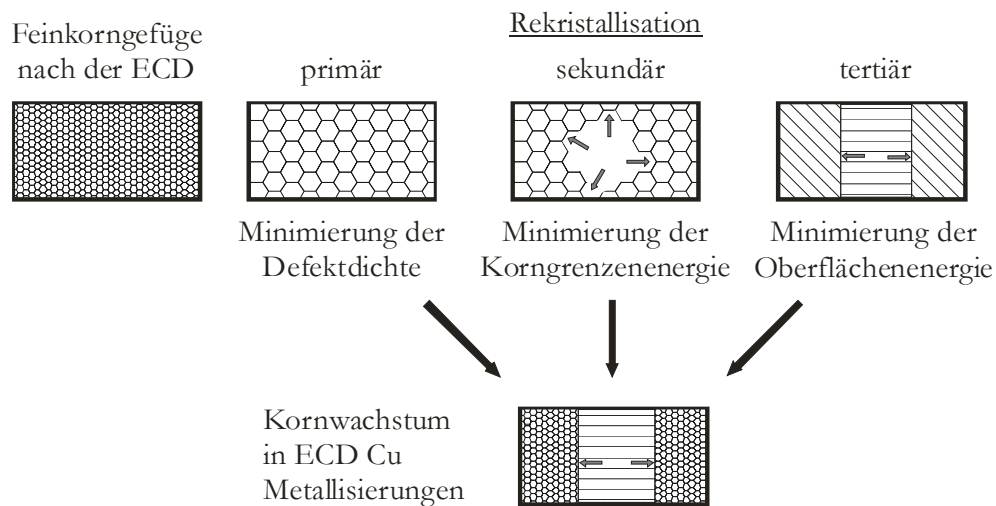 Feinkorngefüge
nach der ECD
Rekristallisation
primär
sekundär
tertiär
Minimierung der
Defektdichte
Minimierung der
Korngrenzenenergie
Minimierung der
Oberflächenenergie
Kornwachstum
in ECD Cu
Metallisierungen